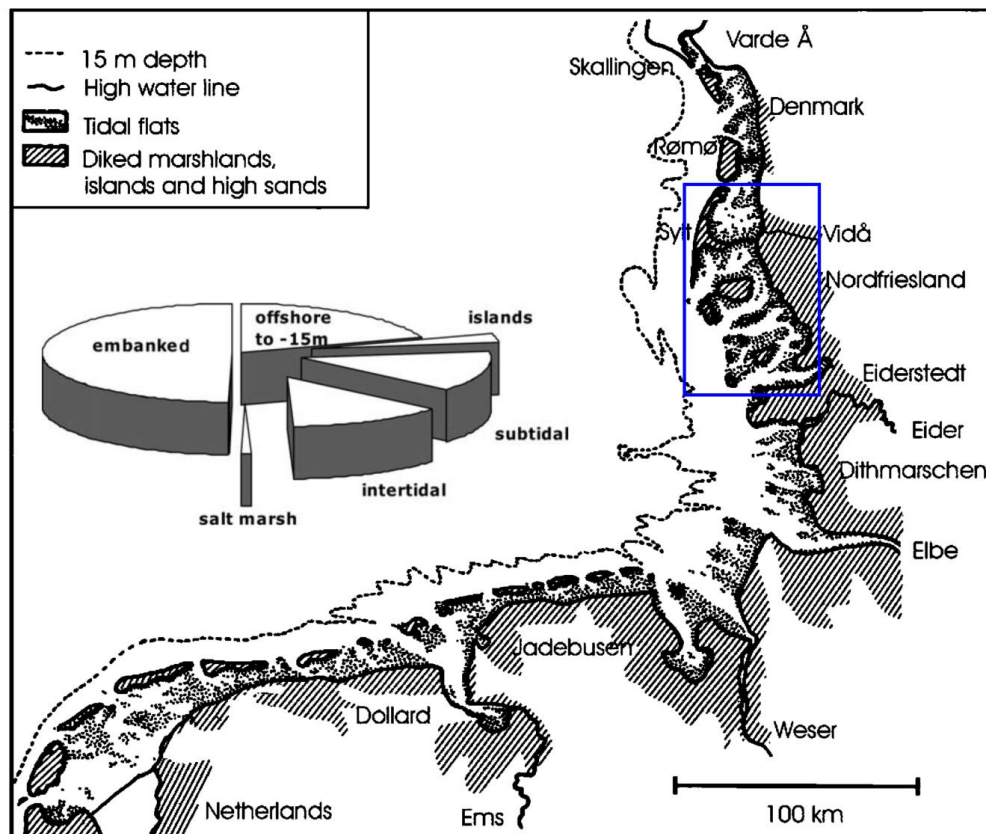 15 m depth
High water line
Tidal flats
Diked marshlands,
islands and high sands
Varde Å
Skallingen
Denmark
Rømø
Sylt
Vidå
Nordfriesland
Eiderstedt
Eider
Dithmarschen
Elbe
embanked
offshore
to -15m
islands
subtidal
intertidal
salt marsh
Jadebusen
Dollard
Weser
Netherlands
Ems
100 km